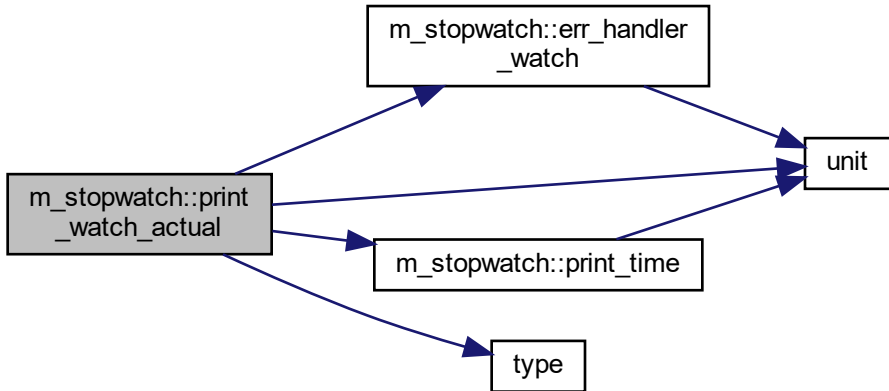 m_stopwatch::err_handler
_watch
unit
m_stopwatch::print
_watch_actual
m_stopwatch::print_time
type